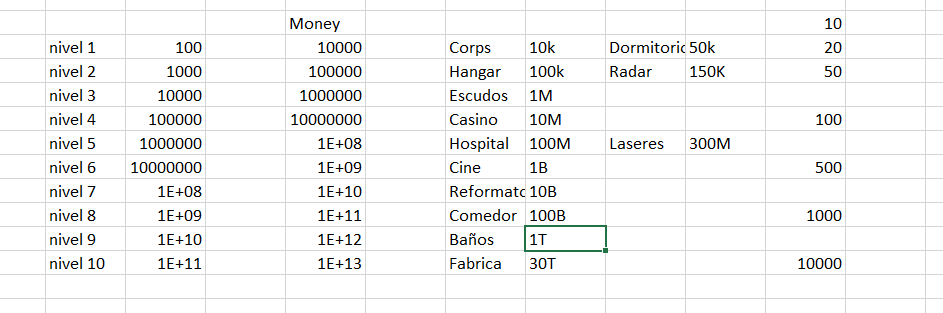 Money 10
nivel 1 100 10000 Corps 10k Dormitoric 50k 20
nivel 2 1000 100000 Hangar 100k Radar 150K 50
nivel 3 10000 1000000 Escudos 1M
nivel 4 100000 10000000 Casino 10M 100
nivel 5 1000000 1E+08 Hospital 100M Laseres 300M
nivel 6 10000000 1E+09 Cine 1B 500
nivel 7 1E+08 1E+10 Reformatc 10B
nivel 8 1E+09 1E+11 Comedor 100B 1000
nivel 9 1E+10 1E+12 Baños 1T
nivel 10 1E+11 1E+13 Fabrica 30T 10000